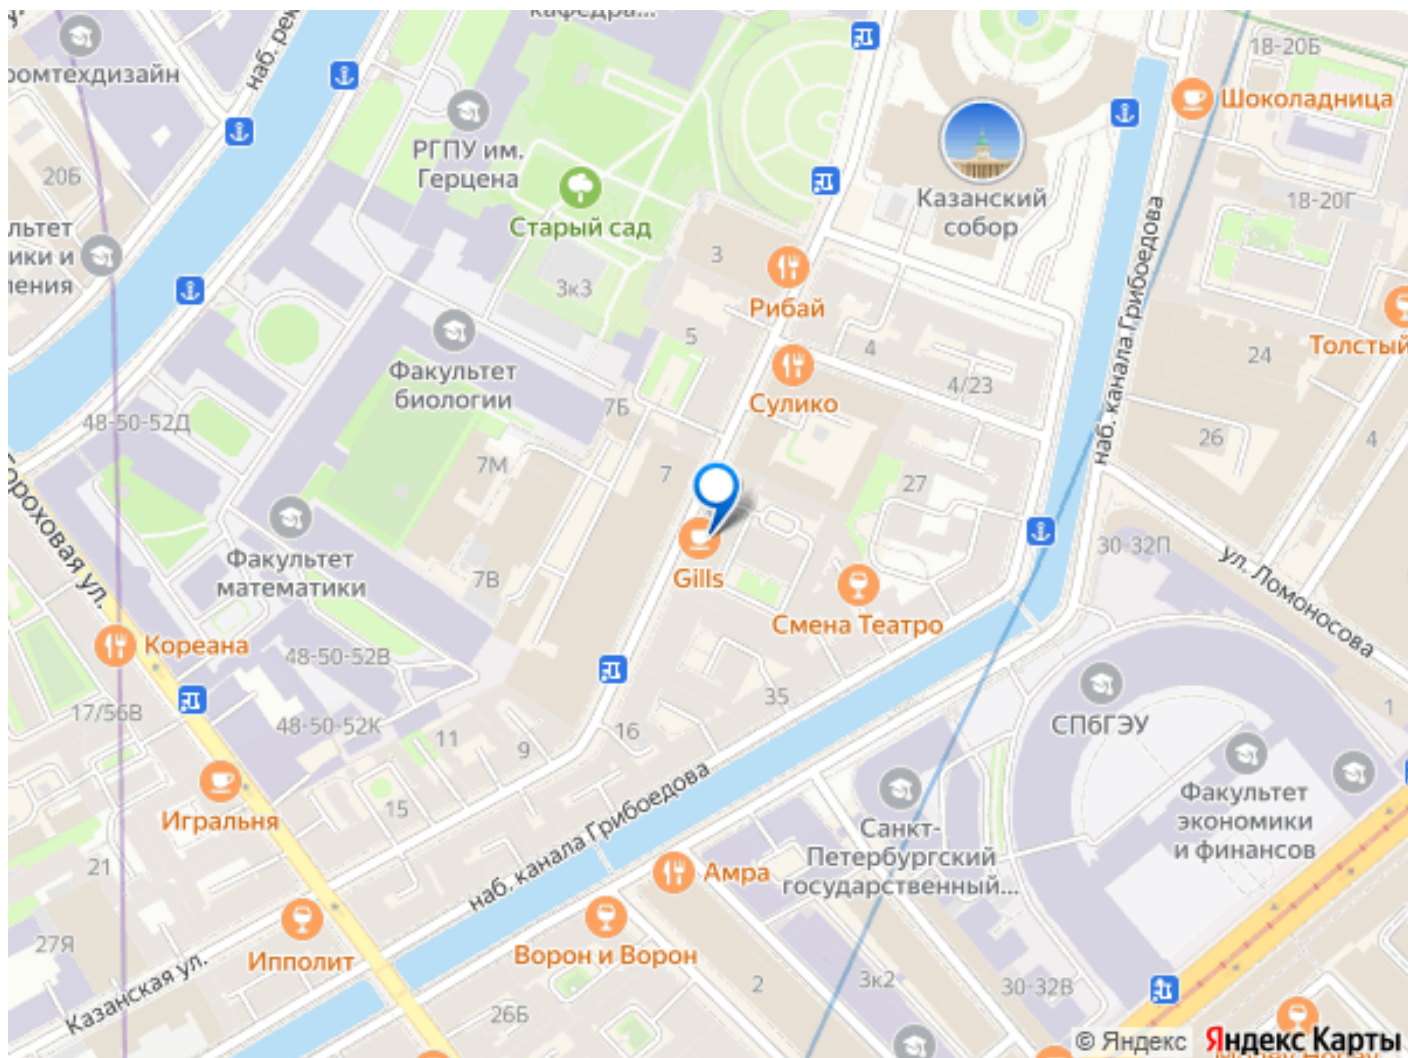 кафедра...
18-20Б
наб. рек
ромтехдизайн
Шоколадница
РГПУ им.
Герцена
20Б
Казанский
собор
18-20Г
Старый сад
льтет
ики и
ления
3
3к3
Рибай
наб. канала Грибоедова
5
4
24
Толстый
Факультет
биологии
4/23
Сулико
7Б
48-50-52Д
26
4
7М
7
27
Гороховая ул.
30-32П
ул. Ломоносова
Факультет
математики
7В
Gills
Смена Театро
Кореана
48-50-52В
35
СПбГЭУ
1
17/56В
48-50-52К
11
9
16
Факультет
экономики
и финансов
Игральня
15
наб. канала Грибоедова
Санкт-
Петербургский
государственный...
21
Амра
27Я
Ипполит
Ворон и Ворон
Казанская ул.
2
3к2
30-32В
26Б
© Яндекс Яндекс Карты